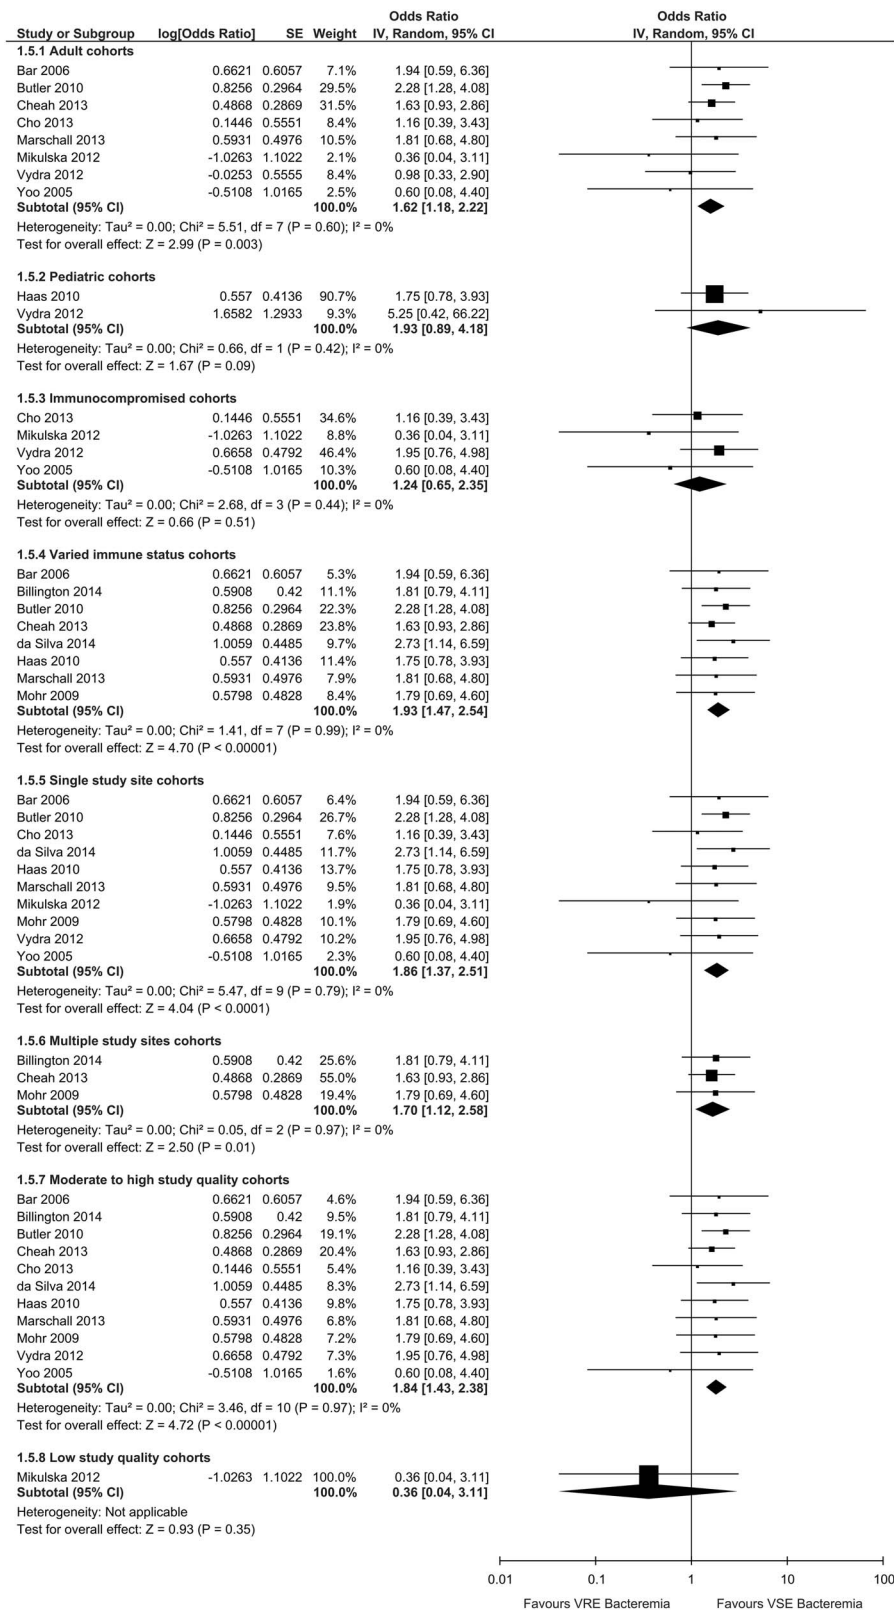 Odds Ratio Odds Ratio
Study or Subgroup log[Odds Ratio] SE Weight IV, Random, 95% CI IV, Random, 95% CI
1.5.1 Adult cohorts
Bar 2006 0.6621 0.6057 7.1% 1.94 [0.59, 6.36]
Butler 2010 0.8256 0.2964 29.5% 2.28 [1.28, 4.08]
Cheah 2013 0.4868 0.2869 31.5% 1.63 [0.93, 2.86]
Cho 2013 0.1446 0.5551 8.4% 1.16 [0.39, 3.43]
Marschall 2013 0.5931 0.4976 10.5% 1.81 [0.68, 4.80]
Mikulska 2012 -1.0263 1.1022 2.1% 0.36 [0.04, 3.11]
Vydra 2012 -0.0253 0.5555 8.4% 0.98 [0.33, 2.90]
Yoo 2005 -0.5108 1.0165 2.5% 0.60 [0.08, 4.40]
Subtotal (95% CI) 100.0% 1.62 [1.18, 2.22]
Heterogeneity: Tau² = 0.00; Chi² = 5.51, df = 7 (P = 0.60); I² = 0%
Test for overall effect: Z = 2.99 (P = 0.003)
1.5.2 Pediatric cohorts
Haas 2010 0.557 0.4136 90.7% 1.75 [0.78, 3.93]
Vydra 2012 1.6582 1.2933 9.3% 5.25 [0.42, 66.22]
Subtotal (95% CI) 100.0% 1.93 [0.89, 4.18]
Heterogeneity: Tau² = 0.00; Chi² = 0.66, df = 1 (P = 0.42); I² = 0%
Test for overall effect: Z = 1.67 (P = 0.09)
1.5.3 Immunocompromised cohorts
Cho 2013 0.1446 0.5551 34.6% 1.16 [0.39, 3.43]
Mikulska 2012 -1.0263 1.1022 8.8% 0.36 [0.04, 3.11]
Vydra 2012 0.6658 0.4792 46.4% 1.95 [0.76, 4.98]
Yoo 2005 -0.5108 1.0165 10.3% 0.60 [0.08, 4.40]
Subtotal (95% CI) 100.0% 1.24 [0.65, 2.35]
Heterogeneity: Tau² = 0.00; Chi² = 2.68, df = 3 (P = 0.44); I² = 0%
Test for overall effect: Z = 0.66 (P = 0.51)
1.5.4 Varied immune status cohorts
Bar 2006 0.6621 0.6057 5.3% 1.94 [0.59, 6.36]
Billington 2014 0.5908 0.42 11.1% 1.81 [0.79, 4.11]
Butler 2010 0.8256 0.2964 22.3% 2.28 [1.28, 4.08]
Cheah 2013 0.4868 0.2869 23.8% 1.63 [0.93, 2.86]
da Silva 2014 1.0059 0.4485 9.7% 2.73 [1.14, 6.59]
Haas 2010 0.557 0.4136 11.4% 1.75 [0.78, 3.93]
Marschall 2013 0.5931 0.4976 7.9% 1.81 [0.68, 4.80]
Mohr 2009 0.5798 0.4828 8.4% 1.79 [0.69, 4.60]
Subtotal (95% CI) 100.0% 1.93 [1.47, 2.54]
Heterogeneity: Tau² = 0.00; Chi² = 1.41, df = 7 (P = 0.99); I² = 0%
Test for overall effect: Z = 4.70 (P < 0.00001)
1.5.5 Single study site cohorts
Bar 2006 0.6621 0.6057 6.4% 1.94 [0.59, 6.36]
Butler 2010 0.8256 0.2964 26.7% 2.28 [1.28, 4.08]
Cho 2013 0.1446 0.5551 7.6% 1.16 [0.39, 3.43]
da Silva 2014 1.0059 0.4485 11.7% 2.73 [1.14, 6.59]
Haas 2010 0.557 0.4136 13.7% 1.75 [0.78, 3.93]
Marschall 2013 0.5931 0.4976 9.5% 1.81 [0.68, 4.80]
Mikulska 2012 -1.0263 1.1022 1.9% 0.36 [0.04, 3.11]
Mohr 2009 0.5798 0.4828 10.1% 1.79 [0.69, 4.60]
Vydra 2012 0.6658 0.4792 10.2% 1.95 [0.76, 4.98]
Yoo 2005 -0.5108 1.0165 2.3% 0.60 [0.08, 4.40]
Subtotal (95% CI) 100.0% 1.86 [1.37, 2.51]
Heterogeneity: Tau² = 0.00; Chi² = 5.47, df = 9 (P = 0.79); I² = 0%
Test for overall effect: Z = 4.04 (P < 0.0001)
1.5.6 Multiple study sites cohorts
Billington 2014 0.5908 0.42 25.6% 1.81 [0.79, 4.11]
Cheah 2013 0.4868 0.2869 55.0% 1.63 [0.93, 2.86]
Mohr 2009 0.5798 0.4828 19.4% 1.79 [0.69, 4.60]
Subtotal (95% CI) 100.0% 1.70 [1.12, 2.58]
Heterogeneity: Tau² = 0.00; Chi² = 0.05, df = 2 (P = 0.97); I² = 0%
Test for overall effect: Z = 2.50 (P = 0.01)
1.5.7 Moderate to high study quality cohorts
Bar 2006 0.6621 0.6057 4.6% 1.94 [0.59, 6.36]
Billington 2014 0.5908 0.42 9.5% 1.81 [0.79, 4.11]
Butler 2010 0.8256 0.2964 19.1% 2.28 [1.28, 4.08]
Cheah 2013 0.4868 0.2869 20.4% 1.63 [0.93, 2.86]
Cho 2013 0.1446 0.5551 5.4% 1.16 [0.39, 3.43]
da Silva 2014 1.0059 0.4485 8.3% 2.73 [1.14, 6.59]
Haas 2010 0.557 0.4136 9.8% 1.75 [0.78, 3.93]
Marschall 2013 0.5931 0.4976 6.8% 1.81 [0.68, 4.80]
Mohr 2009 0.5798 0.4828 7.2% 1.79 [0.69, 4.60]
Vydra 2012 0.6658 0.4792 7.3% 1.95 [0.76, 4.98]
Yoo 2005 -0.5108 1.0165 1.6% 0.60 [0.08, 4.40]
Subtotal (95% CI) 100.0% 1.84 [1.43, 2.38]
Heterogeneity: Tau² = 0.00; Chi² = 3.46, df = 10 (P = 0.97); I² = 0%
Test for overall effect: Z = 4.72 (P < 0.00001)
1.5.8 Low study quality cohorts
Mikulska 2012 -1.0263 1.1022 100.0% 0.36 [0.04, 3.11]
Subtotal (95% CI) 100.0% 0.36 [0.04, 3.11]
Heterogeneity: Not applicable
Test for overall effect: Z = 0.93 (P = 0.35)
0.01 0.1 1 10 100
Favours VRE Bacteremia Favours VSE Bacteremia